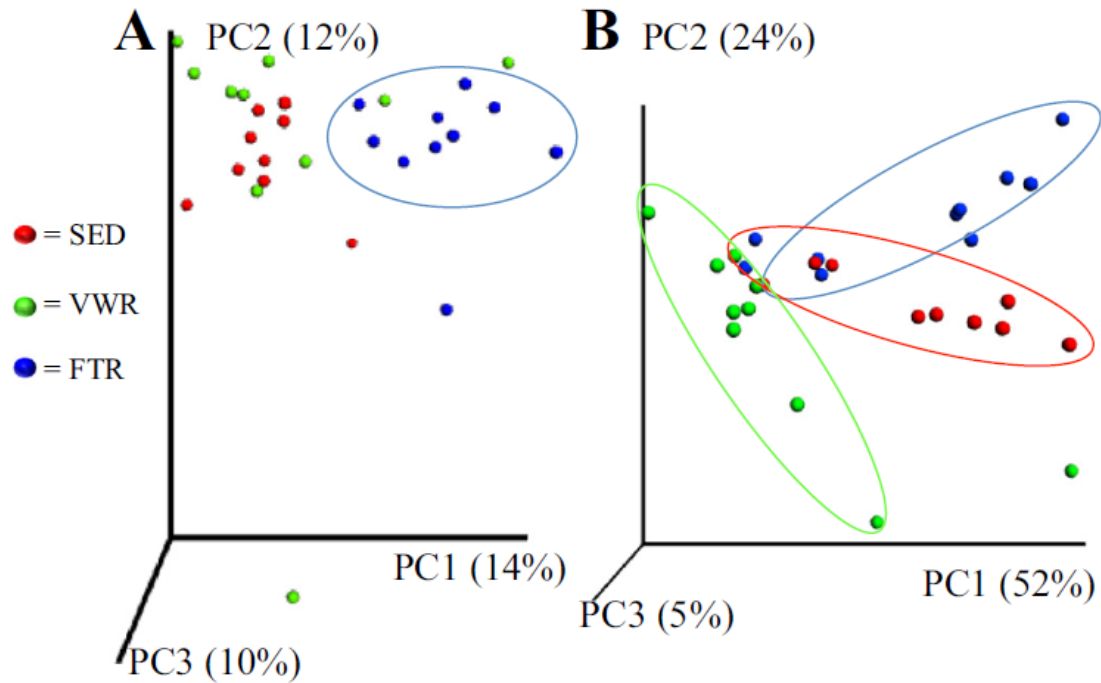 A
PC2 (12%)
B
PC2 (24%)
= SED
= VWR
= FTR
PC1 (14%)
PC3 (10%)
PC1 (52%)
PC3 (5%)